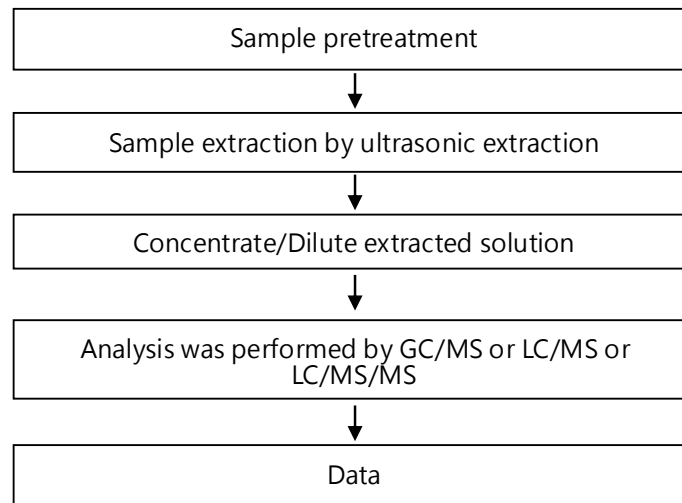 Sample pretreatment
Sample extraction by ultrasonic extraction
Concentrate/Dilute extracted solution
Analysis was performed by GC/MS or LC/MS or
LC/MS/MS
Data